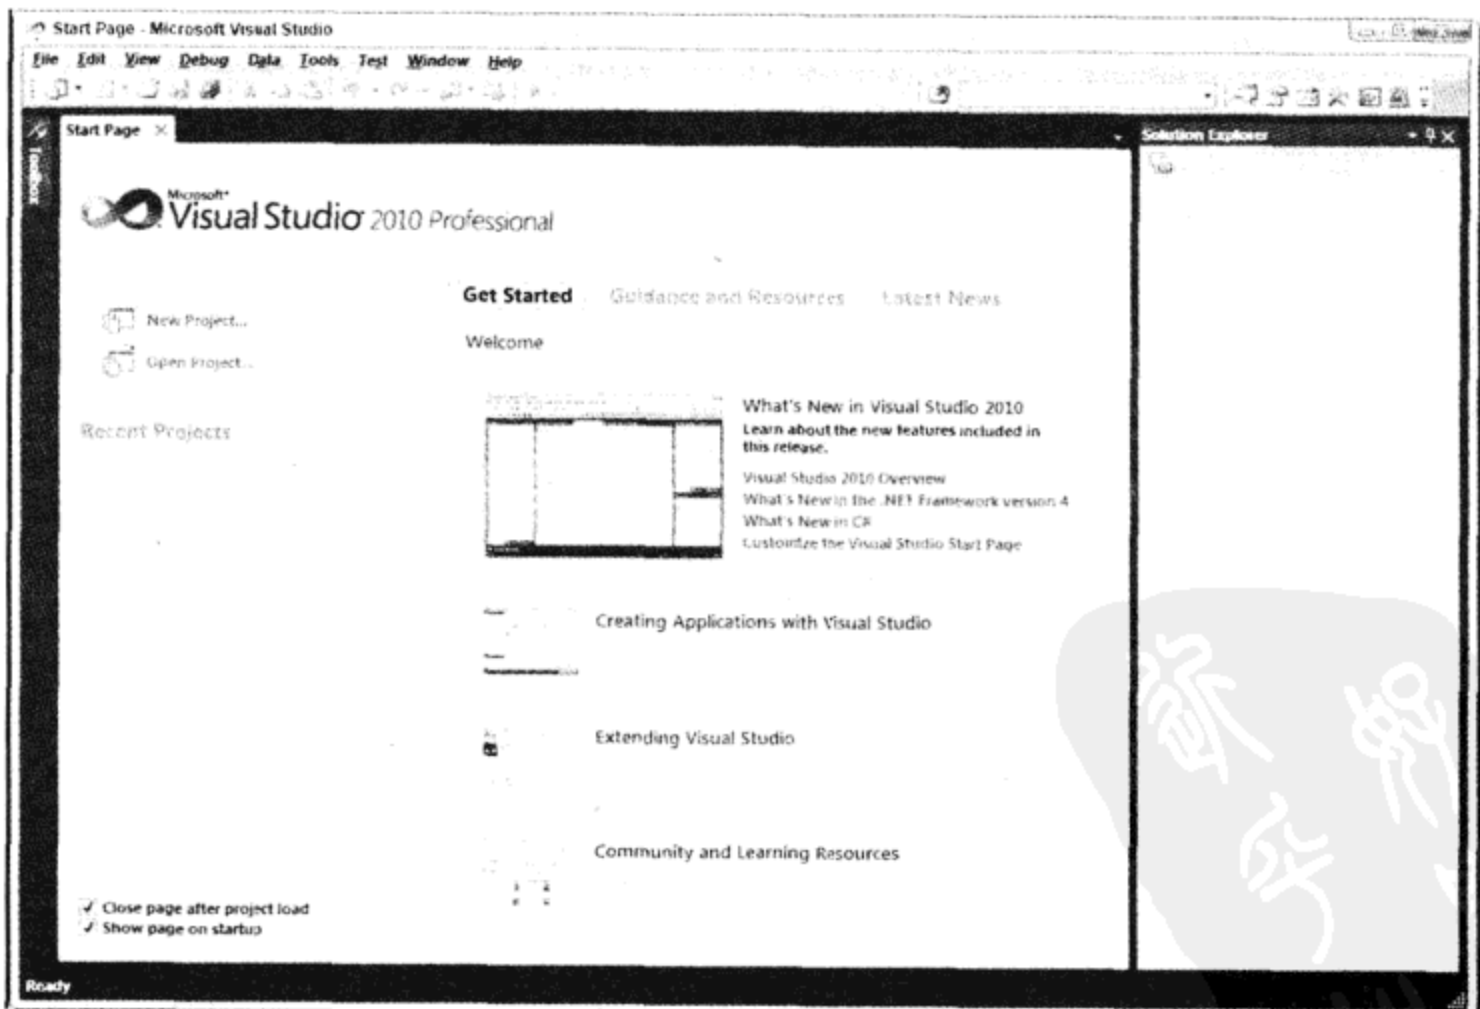 Start Page - Microsoft Visual Studio
File Edit View Debug Data Tools Test Window Help
Toolbox
Start Page
Solution Explorer
Microsoft
Visual Studio 2010 Professional
Get Started Guidance and Resources Latest News
New Project...
Open Project...
Welcome
Recent Projects
What's New in Visual Studio 2010
Learn about the new features included in
this release.
Visual Studio 2010 Overview
What's New in the .NET Framework version 4
What's New in C#
Customize the Visual Studio Start Page
Creating Applications with Visual Studio
Extending Visual Studio
Community and Learning Resources
Close page after project load
Show page on startup
Ready